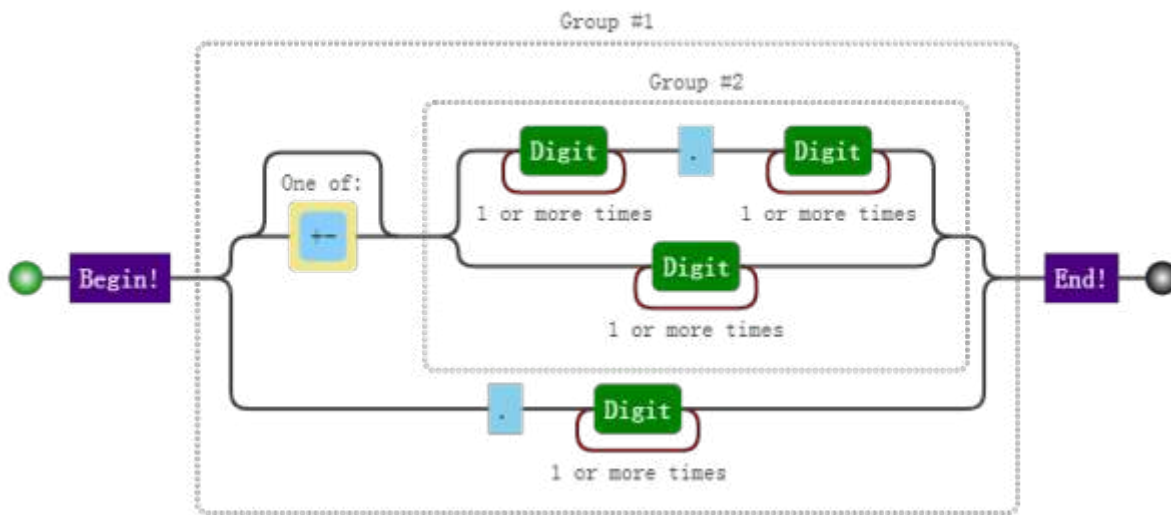 Group #1
Group #2
Digit . Digit
One of:
1 or more times 1 or more times
+-
Digit
Begin! End!
1 or more times
. Digit
1 or more times